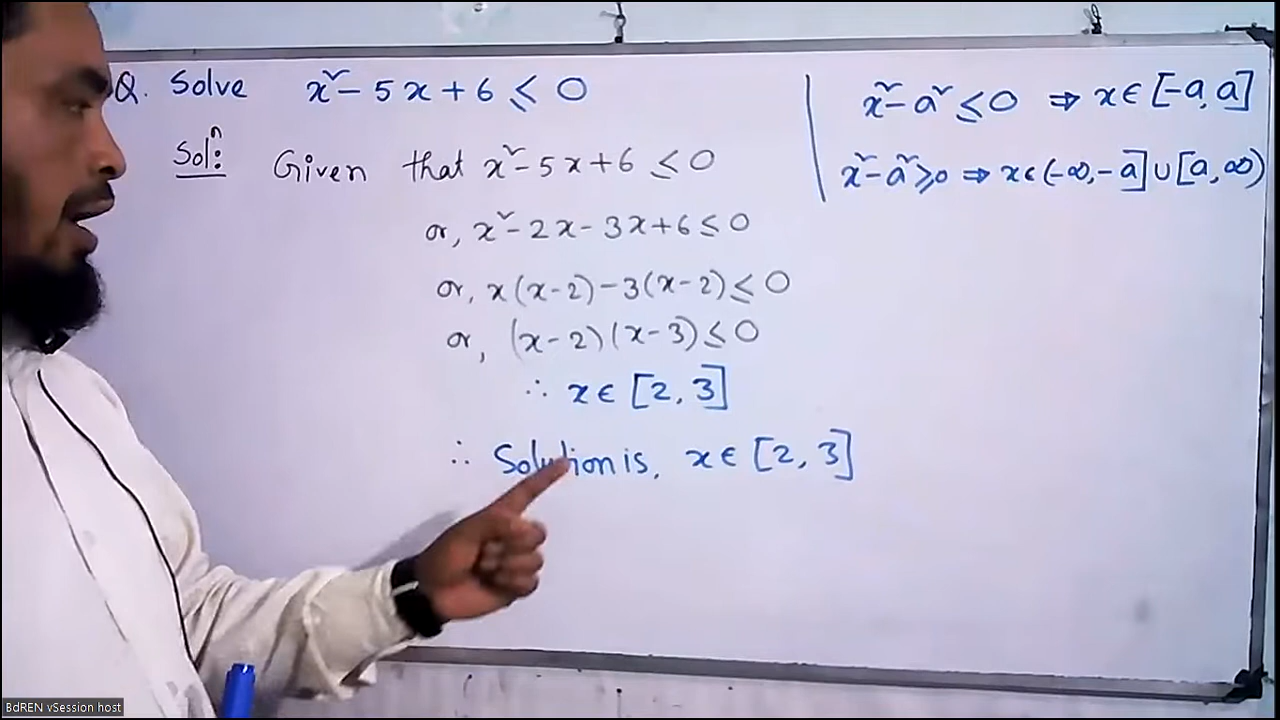 Q. Solve x² - 5x + 6 ≤ 0
Solⁿ: Given that x² - 5x + 6 ≤ 0
or, x² - 2x - 3x + 6 ≤ 0
or, x(x-2) - 3(x-2) ≤ 0
or, (x-2)(x-3) ≤ 0
∴ x ∈ [2, 3]
∴ Solution is, x ∈ [2, 3]
x² - a² ≤ 0 ⇒ x ∈ [-a, a]
x² - a² ≥ 0 ⇒ x ∈ (-∞, -a] ∪ [a, ∞)
BdREN vSession host